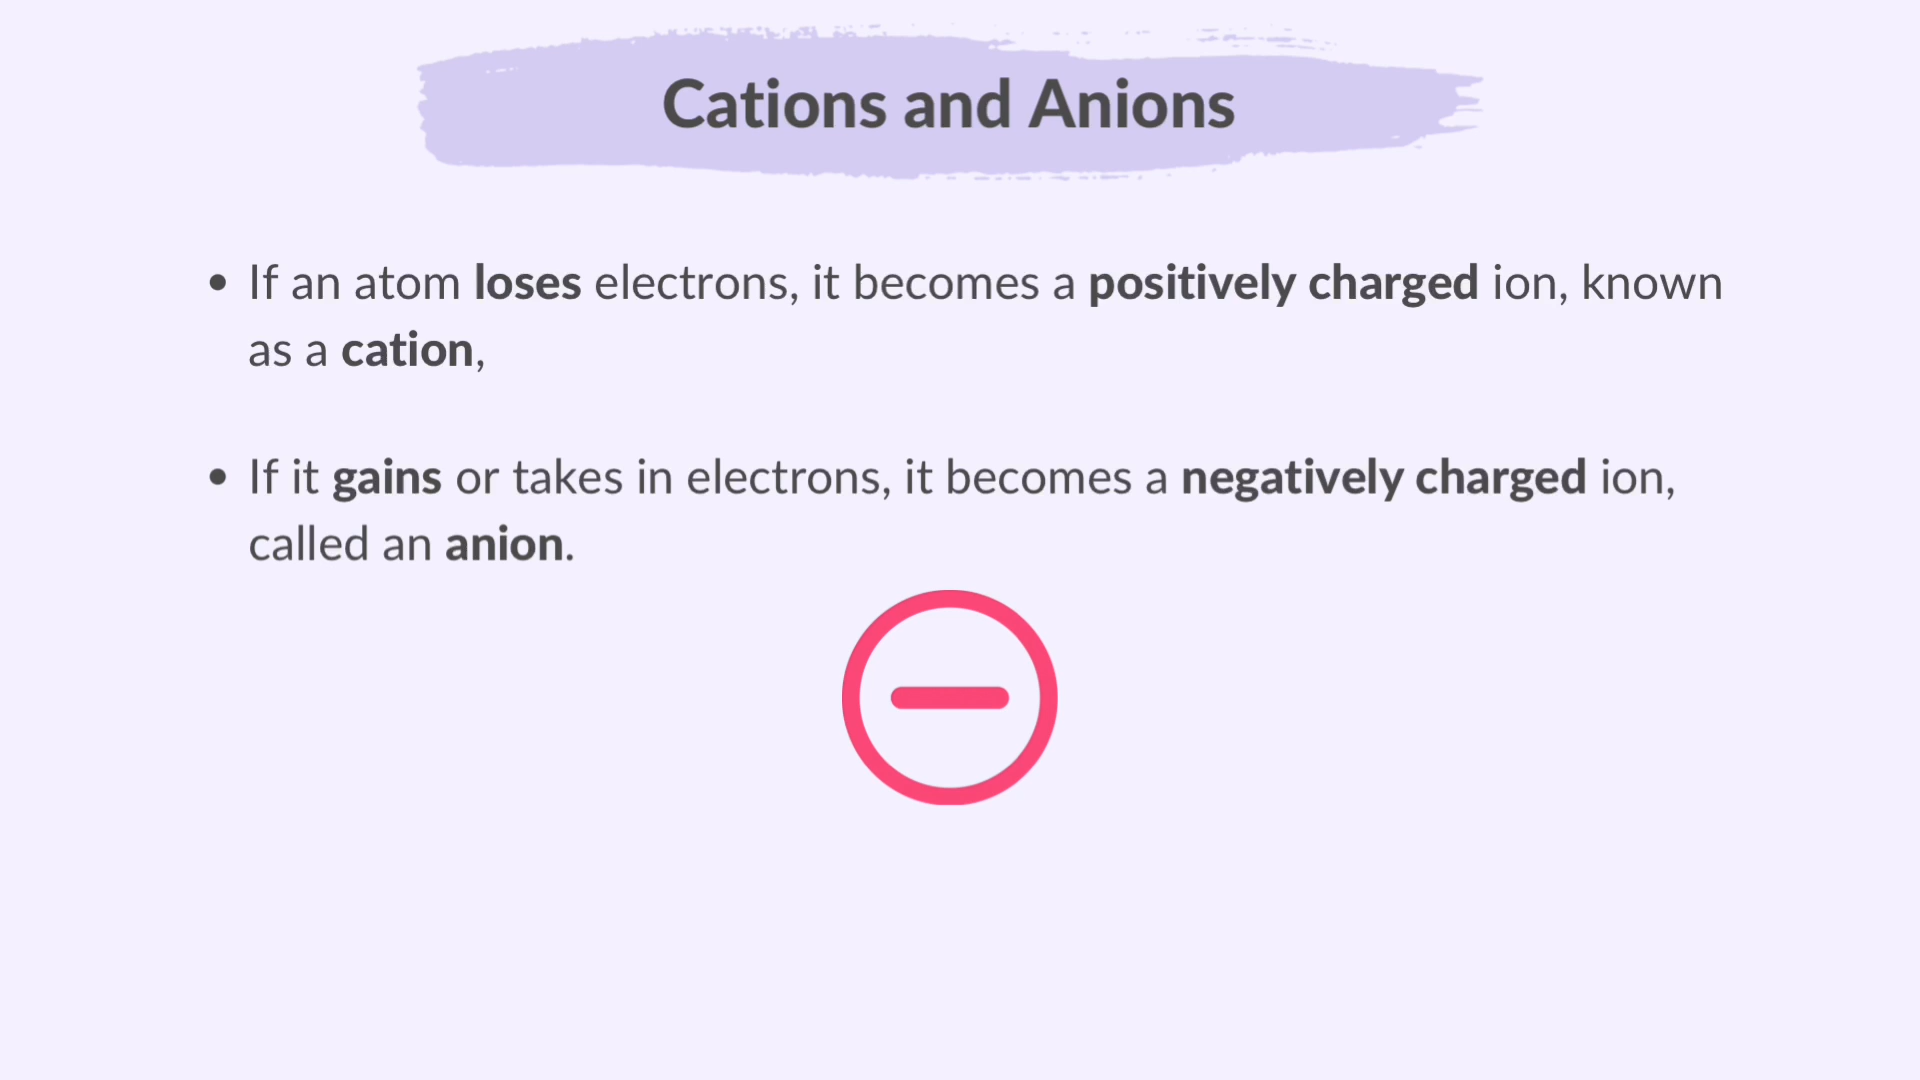 Cations and Anions
• If an atom loses electrons, it becomes a positively charged ion, known
as a cation,
• If it gains or takes in electrons, it becomes a negatively charged ion,
called an anion.